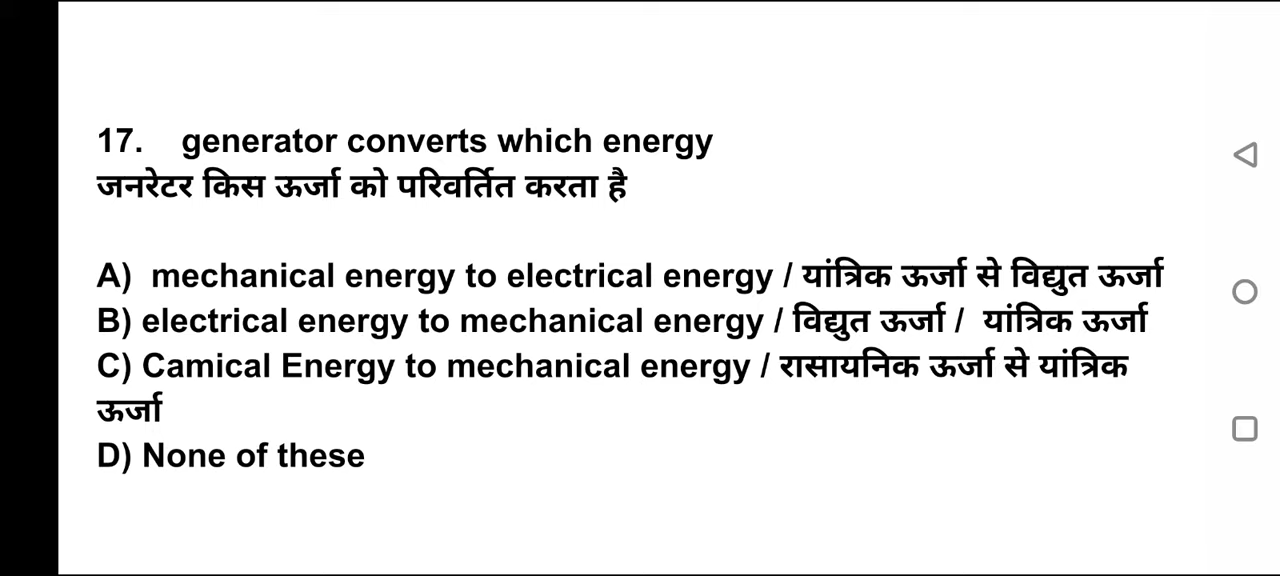 17. generator converts which energy
जनरेटर किस ऊर्जा को परिवर्तित करता है
A) mechanical energy to electrical energy / यांत्रिक ऊर्जा से विद्युत ऊर्जा
B) electrical energy to mechanical energy / विद्युत ऊर्जा / यांत्रिक ऊर्जा
C) Camical Energy to mechanical energy / रासायनिक ऊर्जा से यांत्रिक
ऊर्जा
D) None of these